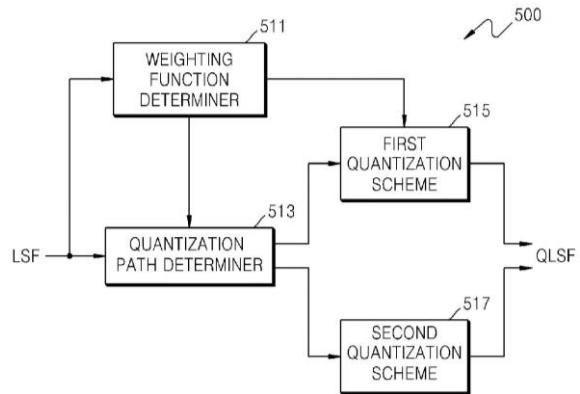 500
511
WEIGHTING
FUNCTION
DETERMINER
515
FIRST
QUANTIZATION
SCHEME
513
QUANTIZATION
PATH DETERMINER
LSF
QLSF
517
SECOND
QUANTIZATION
SCHEME